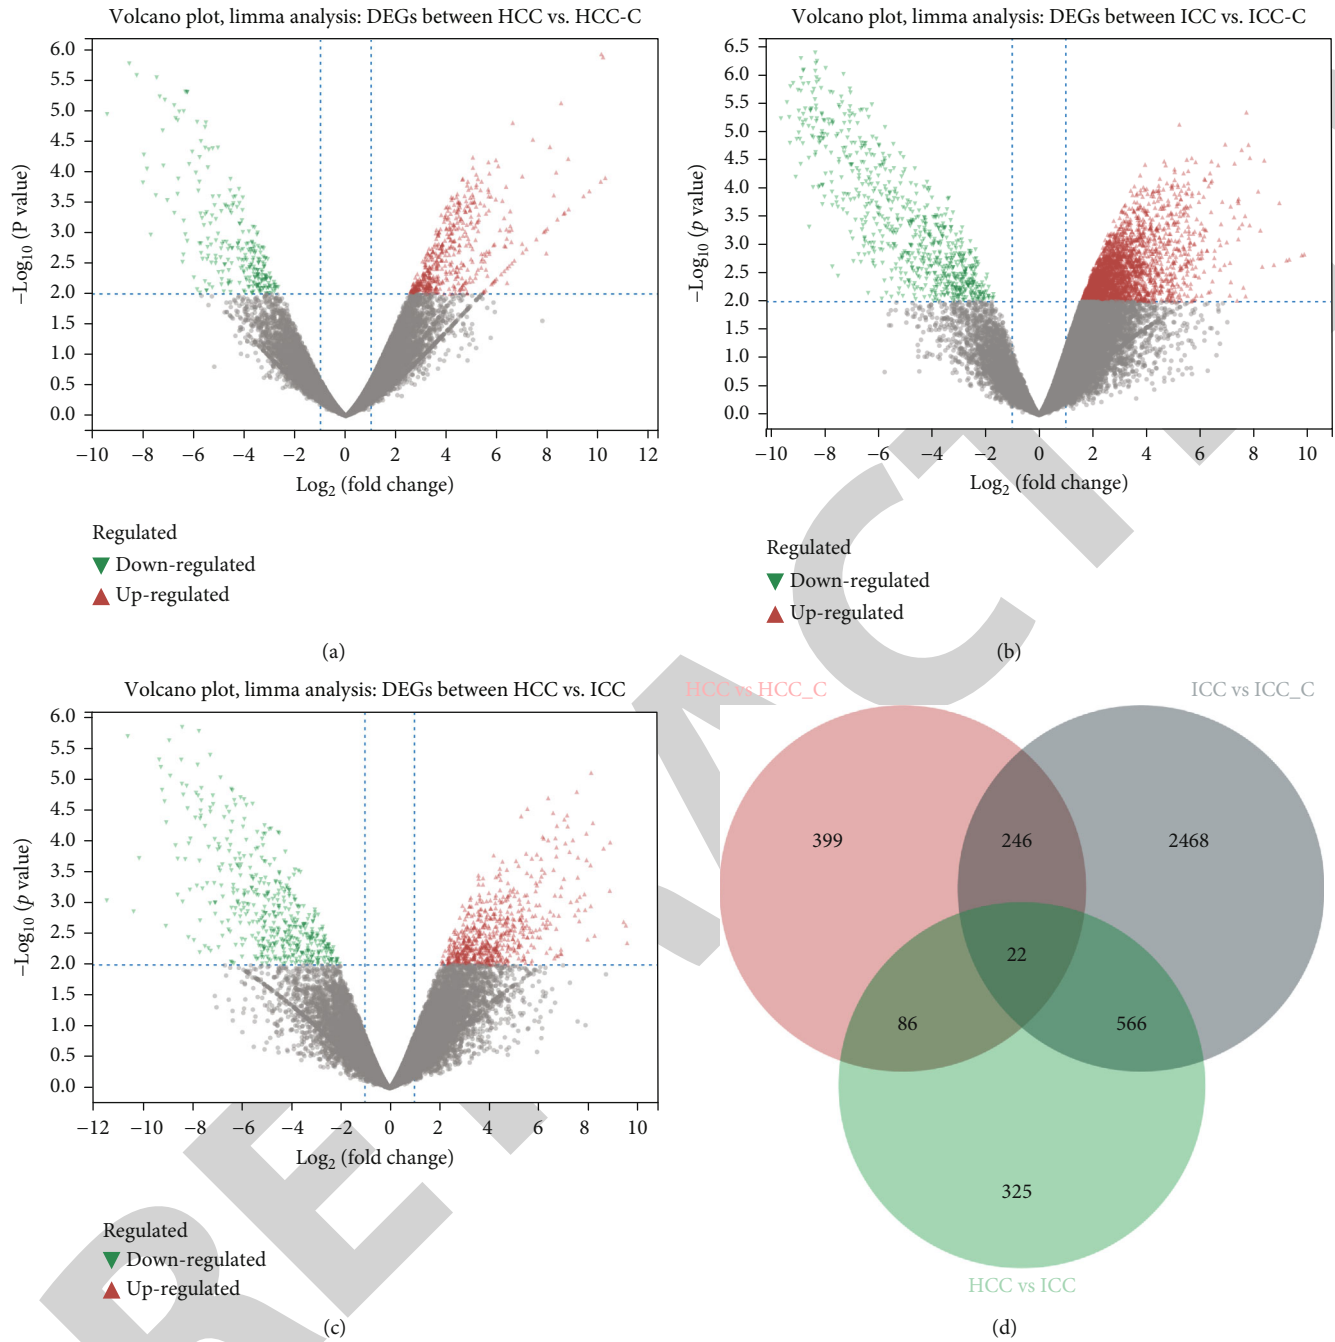 Volcano plot, limma analysis: DEGs between HCC vs. HCC-C
6.0
5.5
5.0
4.5
4.0
3.5
3.0
2.5
2.0
1.5
1.0
0.5
0.0
−Log10 (P value)
−10 −8 −6 −4 −2 0 2 4 6 8 10 12
Log2 (fold change)
Regulated
Down-regulated
Up-regulated
(a)
Volcano plot, limma analysis: DEGs between ICC vs. ICC-C
6.5
6.0
5.5
5.0
4.5
4.0
3.5
3.0
2.5
2.0
1.5
1.0
0.5
0.0
−Log10 (p value)
−10 −8 −6 −4 −2 0 2 4 6 8 10
Log2 (fold change)
Regulated
Down-regulated
Up-regulated
(b)
Volcano plot, limma analysis: DEGs between HCC vs. ICC
6.0
5.5
5.0
4.5
4.0
3.5
3.0
2.5
2.0
1.5
1.0
0.5
0.0
−Log10 (p value)
−12 −10 −8 −6 −4 −2 0 2 4 6 8 10
Log2 (fold change)
Regulated
Down-regulated
Up-regulated
(c)
HCC vs HCC_C
ICC vs ICC_C
399
246
2468
22
86
566
325
HCC vs ICC
(d)